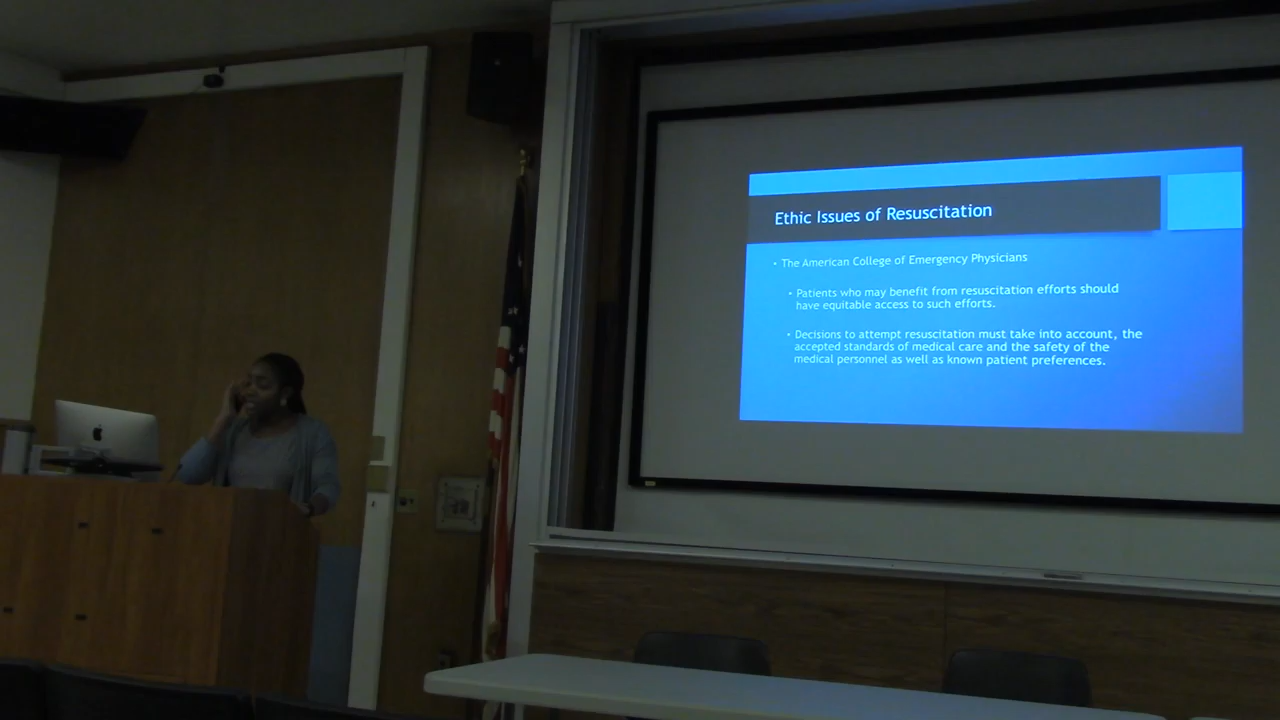 Ethic Issues of Resuscitation
• The American College of Emergency Physicians
• Patients who may benefit from resuscitation efforts should
have equitable access to such efforts.
• Decisions to attempt resuscitation must take into account, the
accepted standards of medical care and the safety of the
medical personnel as well as known patient preferences.